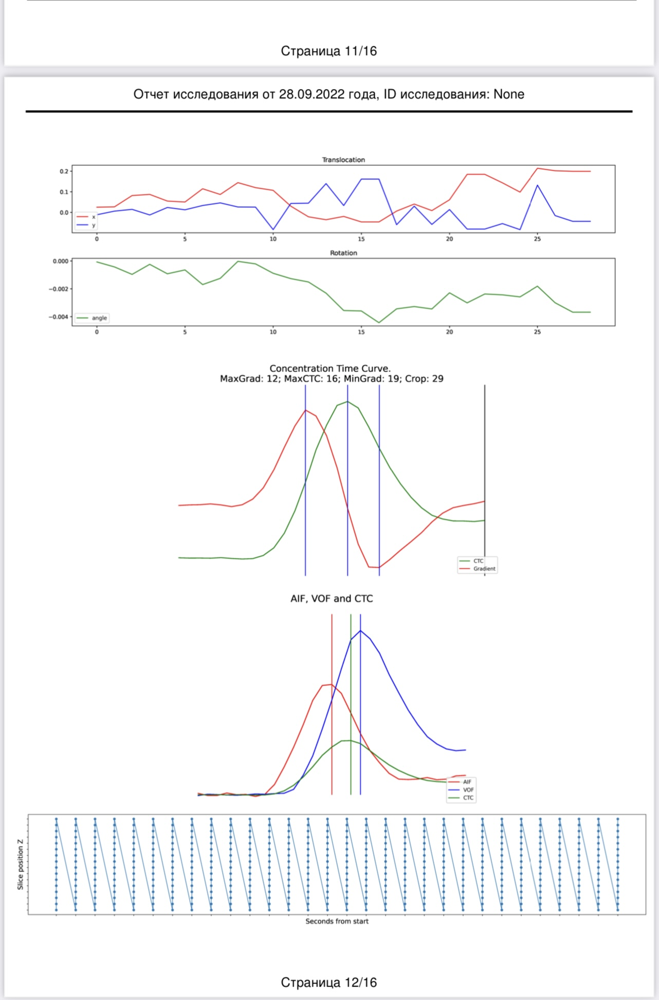 Страница 11/16
Отчет исследования от 28.09.2022 года, ID исследования: None
Translocation
0.2
0.1
0.0
x
y
0 5 10 15 20 25
Rotation
0.000
−0.002
−0.004
angle
0 5 10 15 20 25
Concentration Time Curve.
MaxGrad: 12; MaxCTC: 16; MinGrad: 19; Crop: 29
CTC
Gradient
AIF, VOF and CTC
AIF
VOF
CTC
Slice position Z
Seconds from start
Страница 12/16